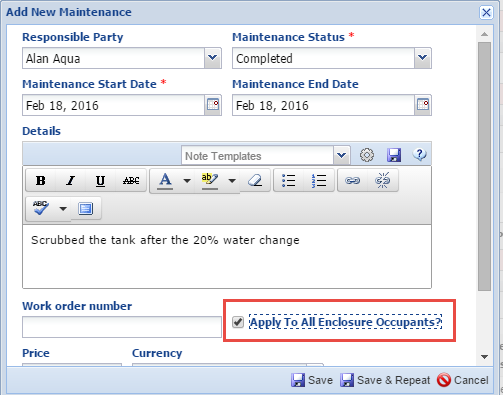 Add New Maintenance
Responsible Party Maintenance Status *
Alan Aqua Completed
Maintenance Start Date * Maintenance End Date
Feb 18, 2016 Feb 18, 2016
Details
Note Templates
B I U ABC A ab
ABC
Scrubbed the tank after the 20% water change
Work order number
Apply To All Enclosure Occupants?
Price Currency
Save Save & Repeat Cancel